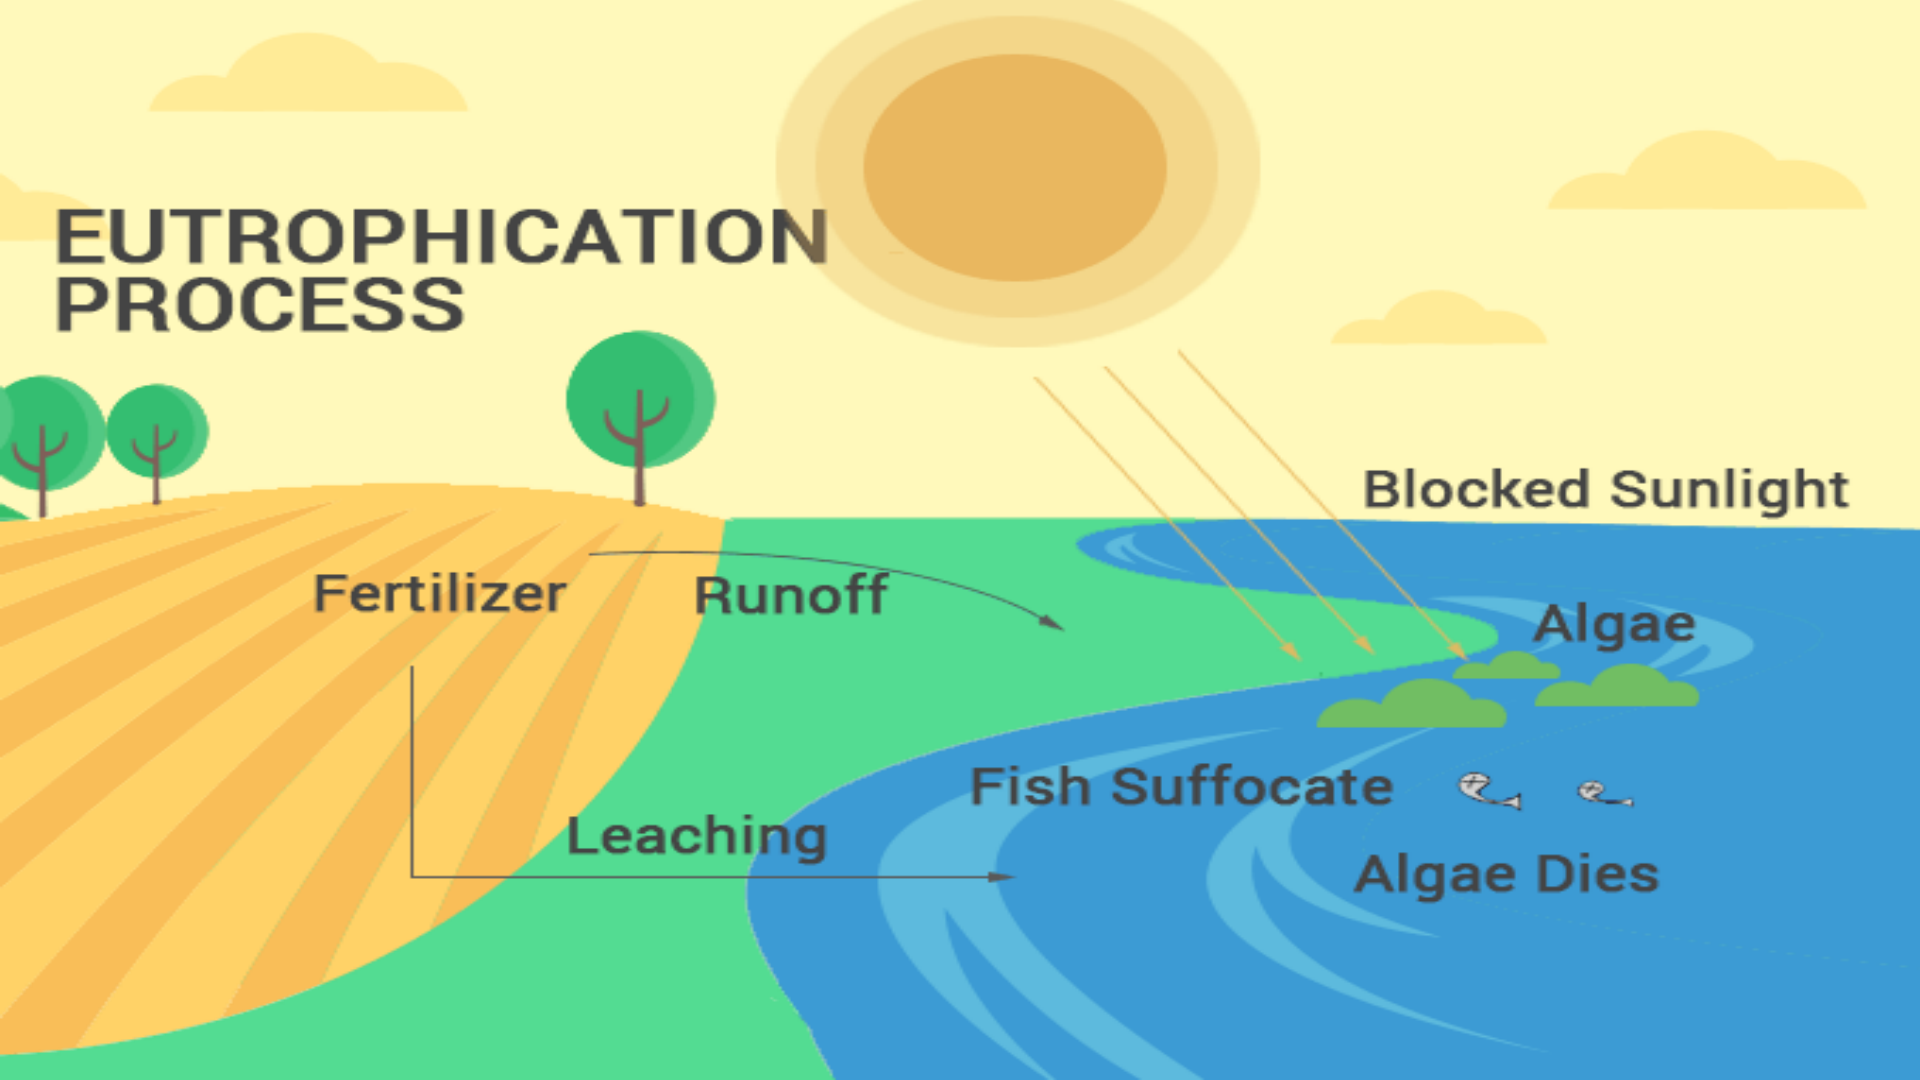 EUTROPHICATION
PROCESS
Blocked Sunlight
Fertilizer
Runoff
Algae
Fish Suffocate
Leaching
Algae Dies